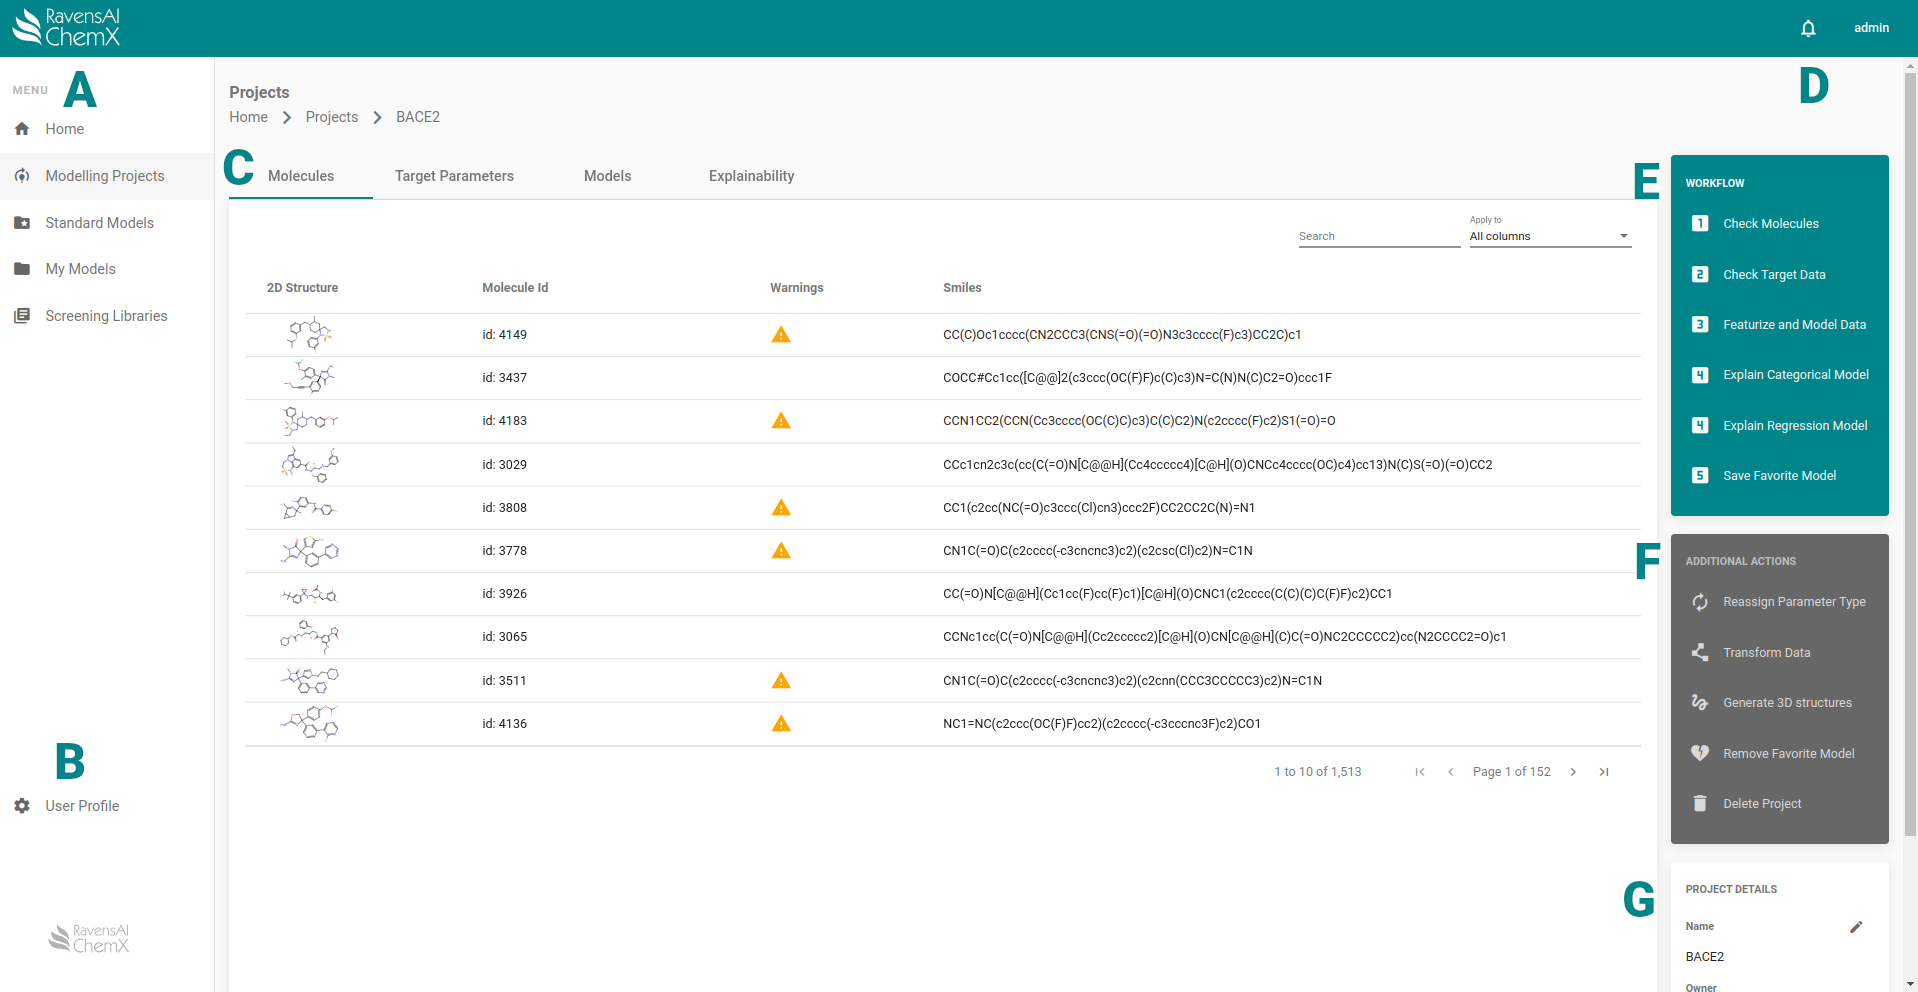 RavensAI
ChemX
admin
MENU
A
Home
Modelling Projects
Standard Models
My Models
Screening Libraries
B
User Profile
RavensAI
ChemX
D
Projects
Home > Projects > BACE2
C
Molecules Target Parameters Models Explainability
Search
Apply to
All columns
2D Structure Molecule Id Warnings Smiles
id: 4149 CC(C)Oc1cccc(CN2CCC3(CNS(=O)(=O)N3c3cccc(F)c3)CC2C)c1
id: 3437 COCC#Cc1cc([C@@]2(c3ccc(OC(F)F)c(C)c3)N=C(N)N(C)C2=O)ccc1F
id: 4183 CCN1CC2(CCN(Cc3cccc(OC(C)C)c3)C(C)C2)N(c2cccc(F)c2)S1(=O)=O
id: 3029 CCc1cn2c3c(cc(C(=O)N[C@@H](Cc4ccccc4)[C@H](O)CNCc4cccc(OC)c4)cc13)N(C)S(=O)(=O)CC2
id: 3808 CC1(c2cc(NC(=O)c3ccc(Cl)cn3)ccc2F)CC2CC2C(N)=N1
id: 3778 CN1C(=O)C(c2cccc(-c3cncnc3)c2)(c2csc(Cl)c2)N=C1N
id: 3926 CC(=O)N[C@@H](Cc1cc(F)cc(F)c1)[C@H](O)CNC1(c2cccc(C(C)(C)C(F)F)c2)CC1
id: 3065 CCNc1cc(C(=O)N[C@@H](Cc2ccccc2)[C@H](O)CN[C@@H](C)C(=O)NC2CCCCC2)cc(N2CCCC2=O)c1
id: 3511 CN1C(=O)C(c2cccc(-c3cncnc3)c2)(c2cnn(CCC3CCCCC3)c2)N=C1N
id: 4136 NC1=NC(c2ccc(OC(F)F)cc2)(c2cccc(-c3cccnc3F)c2)CO1
1 to 10 of 1,513 Page 1 of 152
E
WORKFLOW
1 Check Molecules
2 Check Target Data
3 Featurize and Model Data
4 Explain Categorical Model
4 Explain Regression Model
5 Save Favorite Model
F
ADDITIONAL ACTIONS
Reassign Parameter Type
Transform Data
Generate 3D structures
Remove Favorite Model
Delete Project
G
PROJECT DETAILS
Name
BACE2
Owner